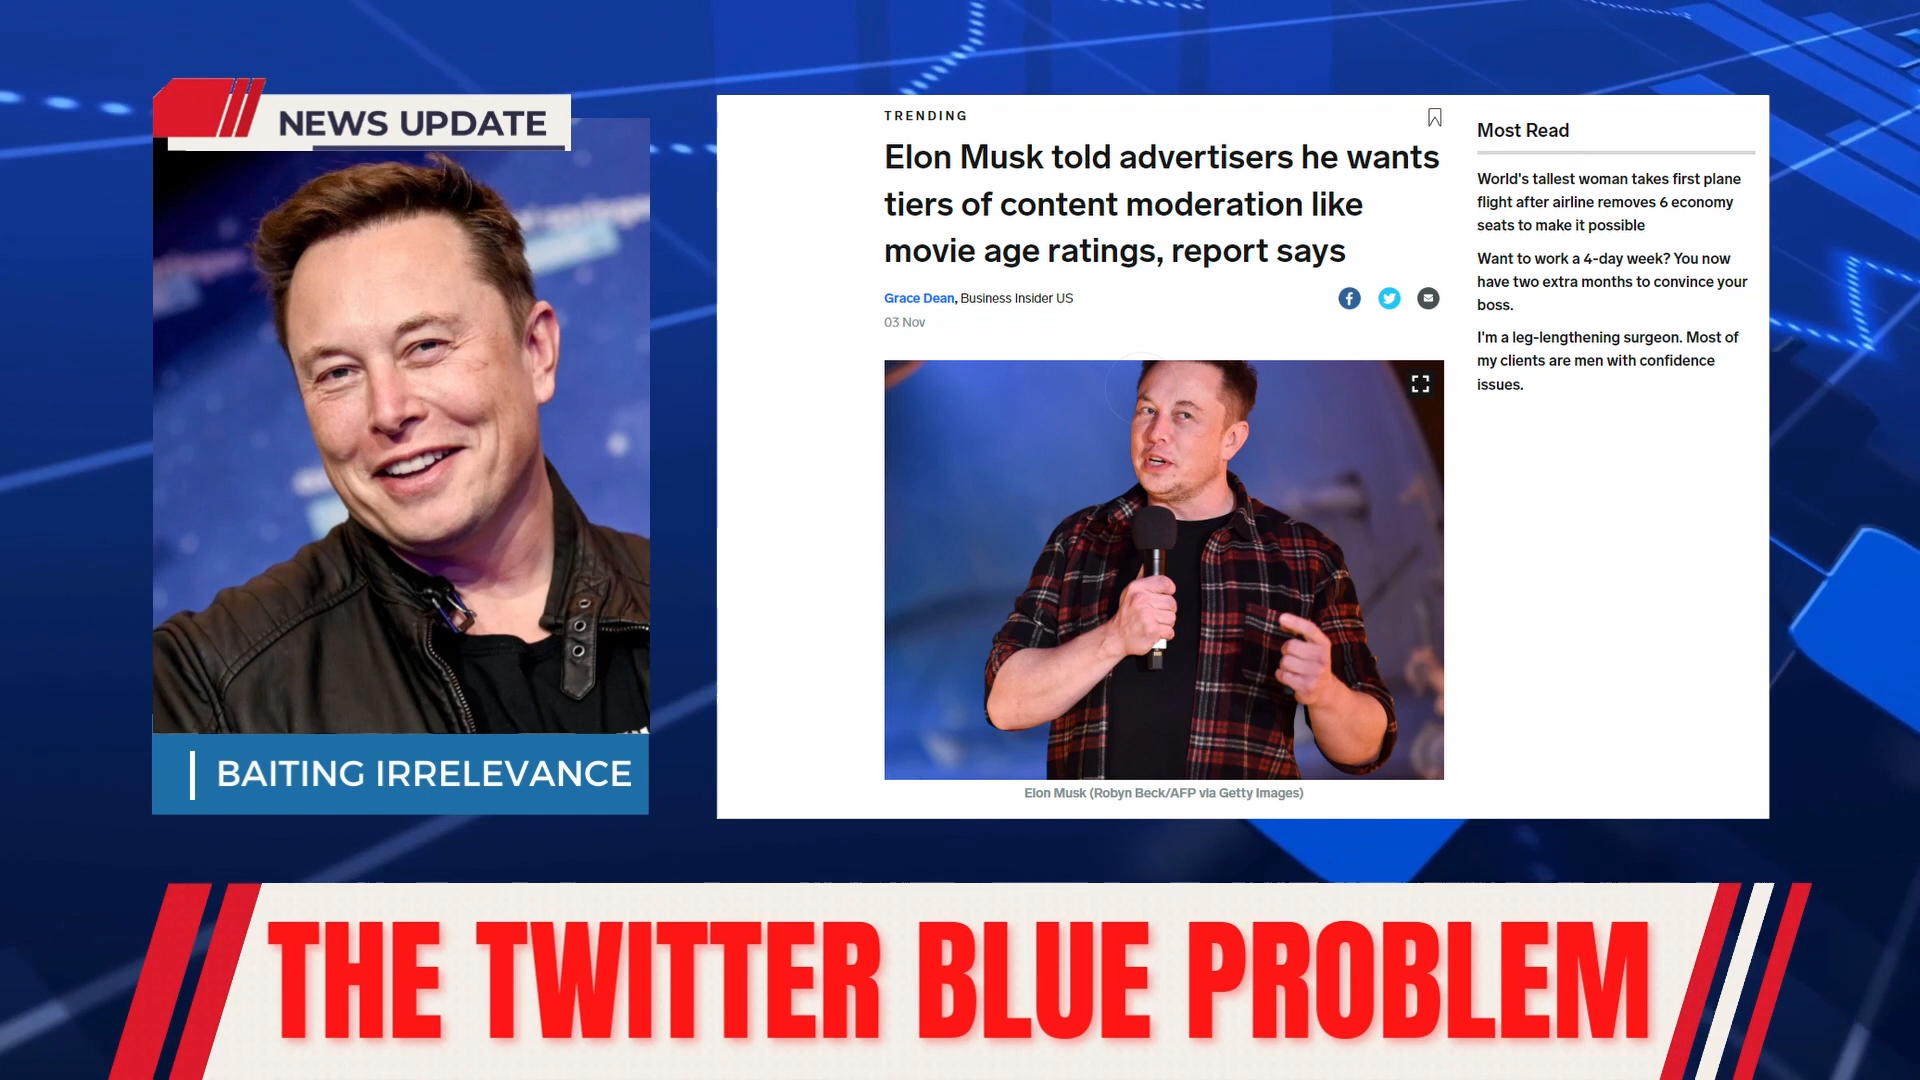 NEWS UPDATE
BAITING IRRELEVANCE
TRENDING
Elon Musk told advertisers he wants
tiers of content moderation like
movie age ratings, report says
Grace Dean, Business Insider US
03 Nov
Elon Musk (Robyn Beck/AFP via Getty Images)
Most Read
World's tallest woman takes first plane
flight after airline removes 6 economy
seats to make it possible
Want to work a 4-day week? You now
have two extra months to convince your
boss.
I'm a leg-lengthening surgeon. Most of
my clients are men with confidence
issues.
THE TWITTER BLUE PROBLEM